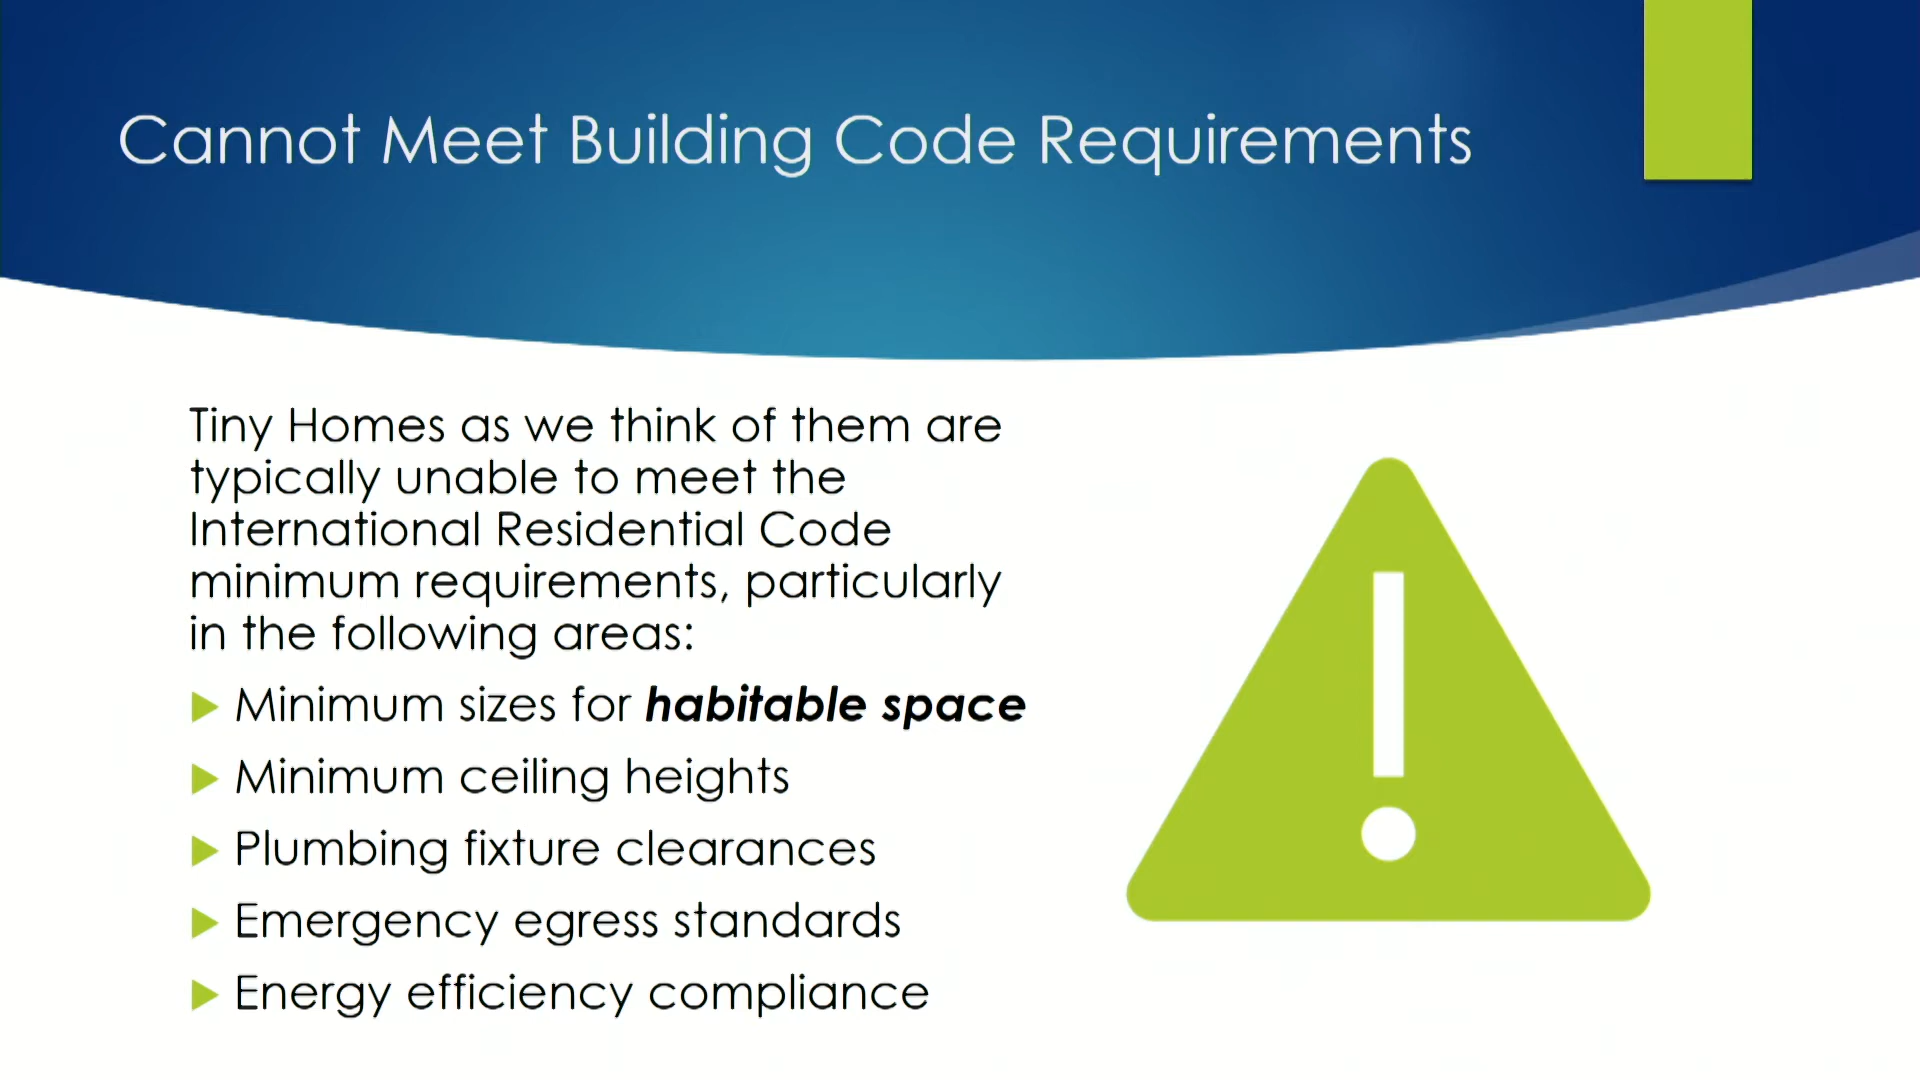 Cannot Meet Building Code Requirements
Tiny Homes as we think of them are
typically unable to meet the
International Residential Code
minimum requirements, particularly
in the following areas:
Minimum sizes for habitable space
Minimum ceiling heights
Plumbing fixture clearances
Emergency egress standards
Energy efficiency compliance